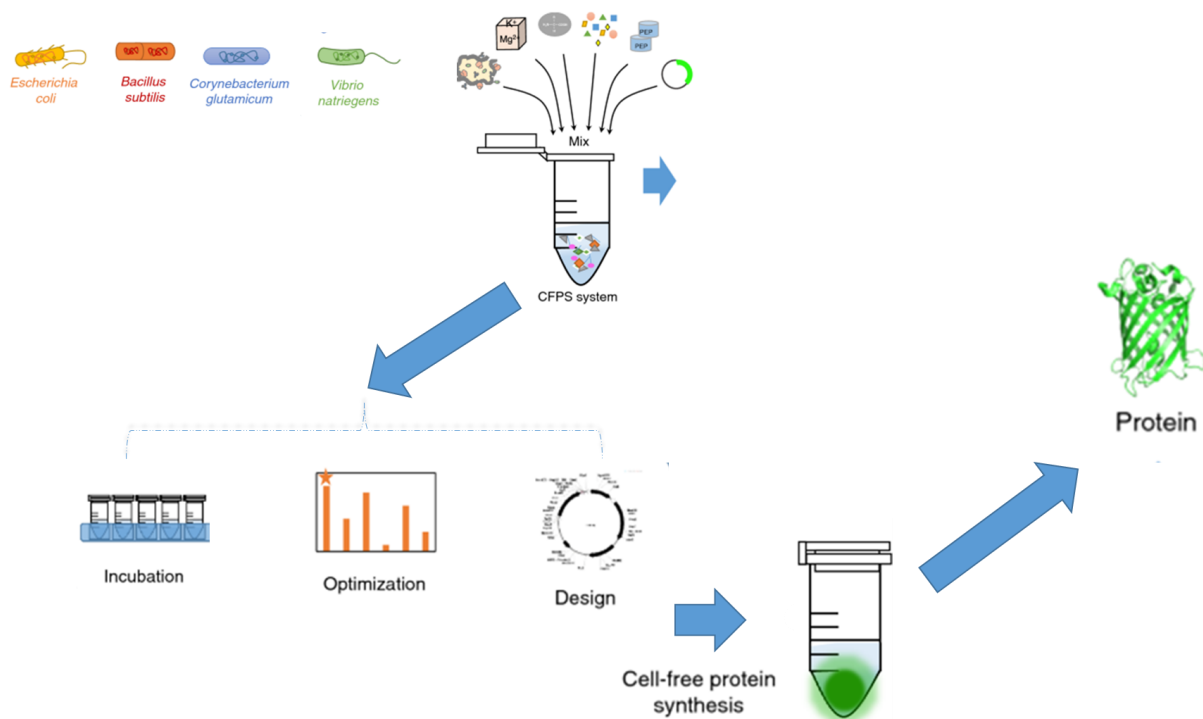 Escherichia
coli
Bacillus
subtilis
Corynebacterium
glutamicum
Vibrio
natriegens
K+
Mg2+
PEP
PEP
Mix
CFPS system
Incubation
Optimization
Design
Cell-free protein
synthesis
Protein